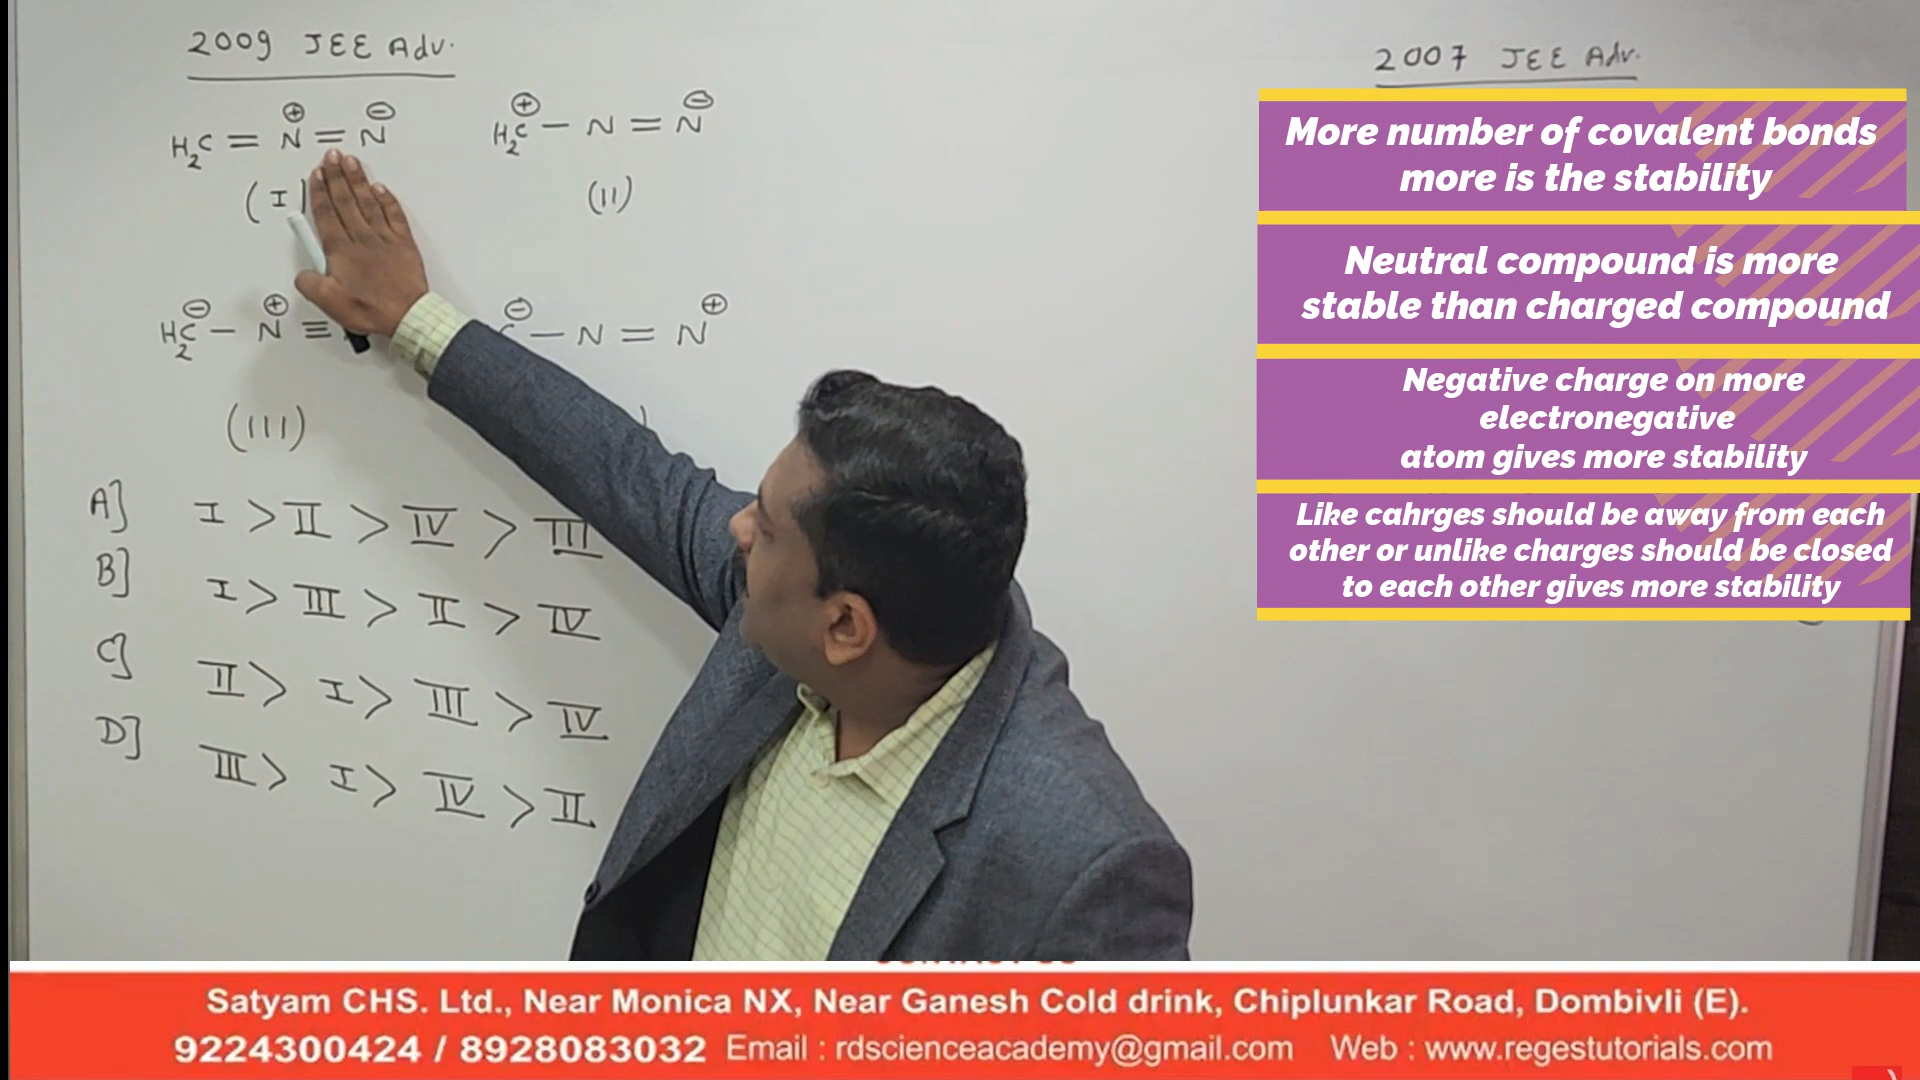 2009 JEE Adv.
H₂C = N⊕ = N⊖
H₂C⊕ – N = N⊖
(I)
(II)
H₂C⊖ – N⊕ ≡
⊖ – N = N⊕
(III)
A] I > II > IV > III
B] I > III > II > IV
C] II > I > III > IV
D] III > I > IV > II
2007 JEE Adv.
More number of covalent bonds
more is the stability
Neutral compound is more
stable than charged compound
Negative charge on more
electronegative
atom gives more stability
Like cahrges should be away from each
other or unlike charges should be closed
to each other gives more stability
Satyam CHS. Ltd., Near Monica NX, Near Ganesh Cold drink, Chiplunkar Road, Dombivli (E).
9224300424 / 8928083032 Email : rdscienceacademy@gmail.com Web : www.regestutorials.com